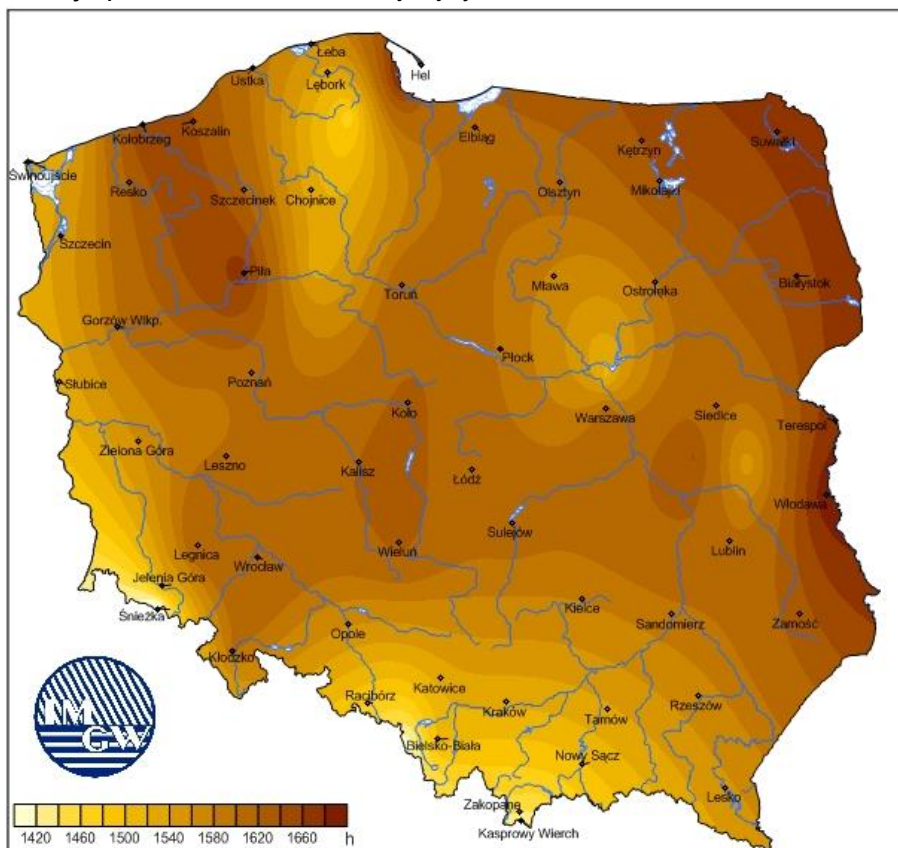 Łeba
Hel
Ustka
Lębork
Koszalin
Kołobrzeg
Elbląg
Suwałki
Kętrzyn
Świnoujście
Resko
Szczecinek
Chojnice
Olsztyn
Mikołajki
Szczecin
Piła
Toruń
Mława
Ostrołęka
Białystok
Gorzów Wlkp.
Płock
Słubice
Poznań
Koło
Warszawa
Siedlce
Terespol
Zielona Góra
Leszno
Kalisz
Łódź
Włodawa
Sulejów
Legnica
Wrocław
Wieluń
Lublin
Jelenia Góra
Śnieżka
Kielce
Sandomierz
Zamość
Opole
Kłodzko
Katowice
Racibórz
Kraków
Tarnów
Rzeszów
Bielsko-Biała
Nowy Sącz
Lesko
Zakopane
Kasprowy Wierch
IM
GW
1420 1460 1500 1540 1580 1620 1660 h